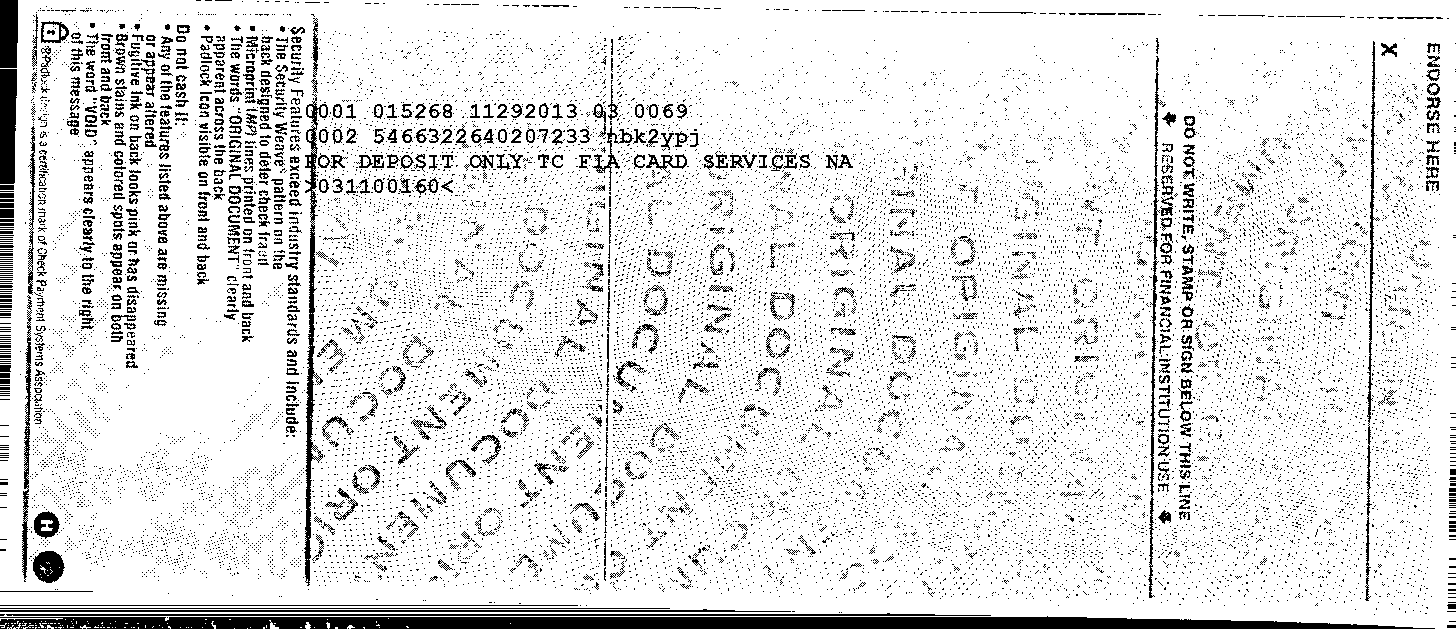 0001 015268 11292013 03 0069
0002 5466322640207233 nbk2ypj
FOR DEPOSIT ONLY TC FIA CARD SERVICES NA
>031100160<
ENDORSE HERE
X
DO NOT WRITE, STAMP OR SIGN BELOW THIS LINE
RESERVED FOR FINANCIAL INSTITUTION USE
Security Features exceed industry standards and include:
• The Security Weave pattern on the
back designed to deter check fraud
• Microprint (MP) lines printed on front and back
• The words "ORIGINAL DOCUMENT" clearly
apparent across the back
• Padlock icon visible on front and back
Do not cash if:
• Any of the features listed above are missing
or appear altered
• Fugitive ink on back looks pink or has disappeared
• Brown stains and colored spots appear on both
front and back
• The word "VOID" appears clearly to the right
of this message
Padlock design is a certification mark of Check Payment Systems Association
ORIGINAL DOCUMENT